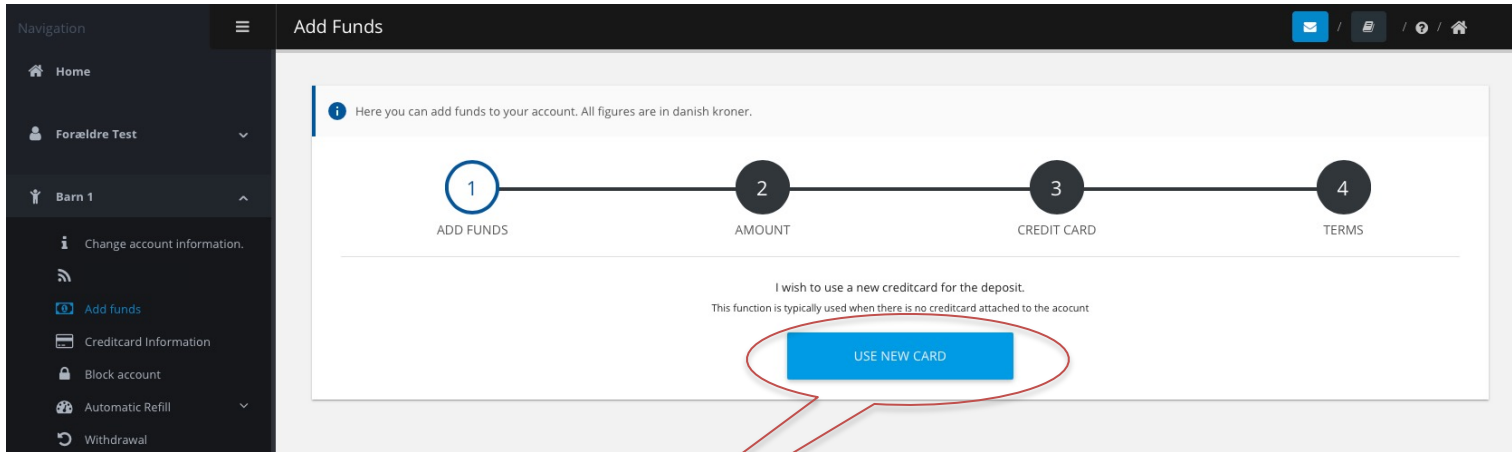 Navigation
Add Funds
/ / /
Home
Here you can add funds to your account. All figures are in danish kroner.
Forældre Test
Barn 1
1
2
3
4
ADD FUNDS
AMOUNT
CREDIT CARD
TERMS
Change account information.
Add funds
Creditcard Information
Block account
Automatic Refill
Withdrawal
I wish to use a new creditcard for the deposit.
This function is typically used when there is no creditcard attached to the acocunt
USE NEW CARD